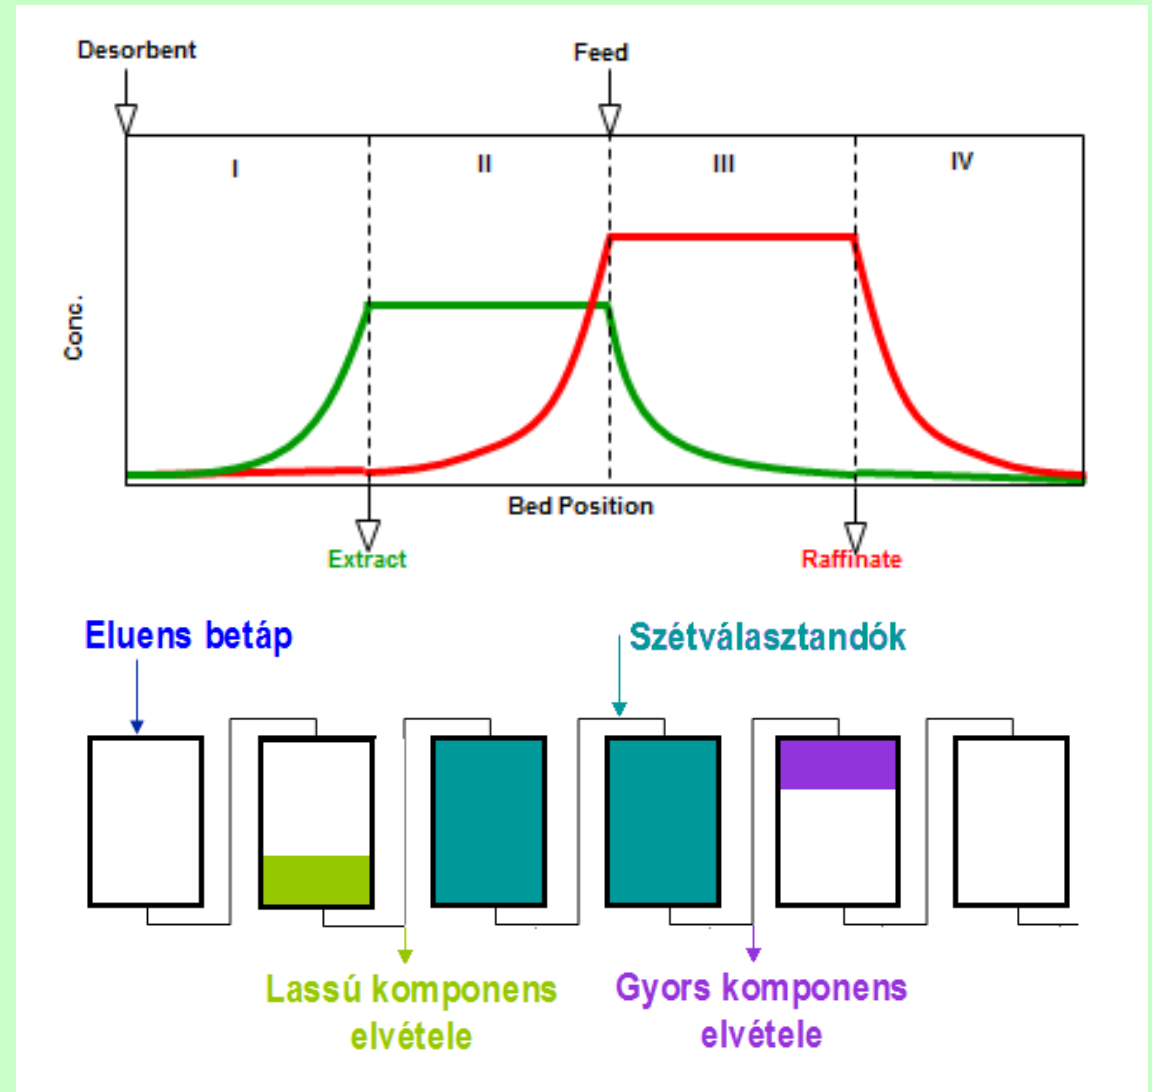 Desorbent
Feed
I
II
III
IV
Conc.
Bed Position
Extract
Raffinate
Eluens betáp
Szétválasztandók
Lassú komponens
elvétele
Gyors komponens
elvétele